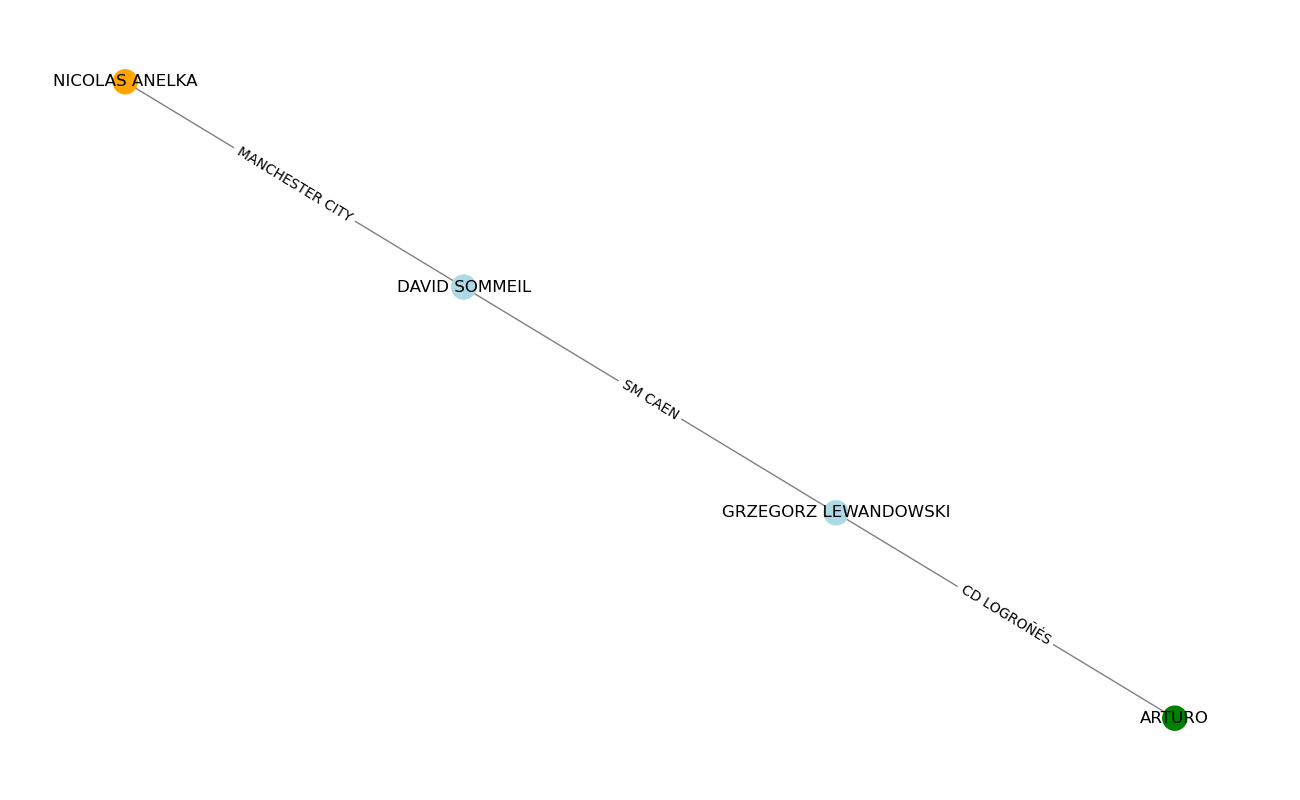 NICOLAS ANELKA
MANCHESTER CITY
DAVID SOMMEIL
SM CAEN
GRZEGORZ LEWANDOWSKI
CD LOGROÑÉS
ARTURO